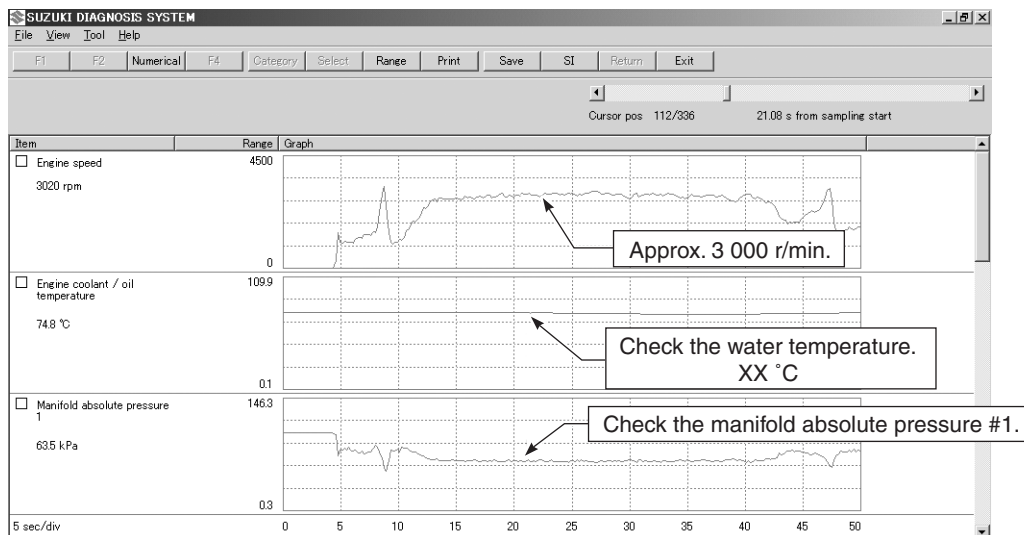 SUZUKI DIAGNOSIS SYSTEM
File View Tool Help
F1 F2 Numerical F4 Category Select Range Print Save SI Return Exit
Cursor pos 112/336 21.08 s from sampling start
Item Range Graph
Engine speed 4500
3020 rpm
Approx. 3 000 r/min.
0
Engine coolant / oil 109.9
temperature
74.8 °C
Check the water temperature.
XX ˚C
0.1
Manifold absolute pressure 146.3
1
Check the manifold absolute pressure #1.
63.5 kPa
0.3
5 sec/div 0 5 10 15 20 25 30 35 40 45 50